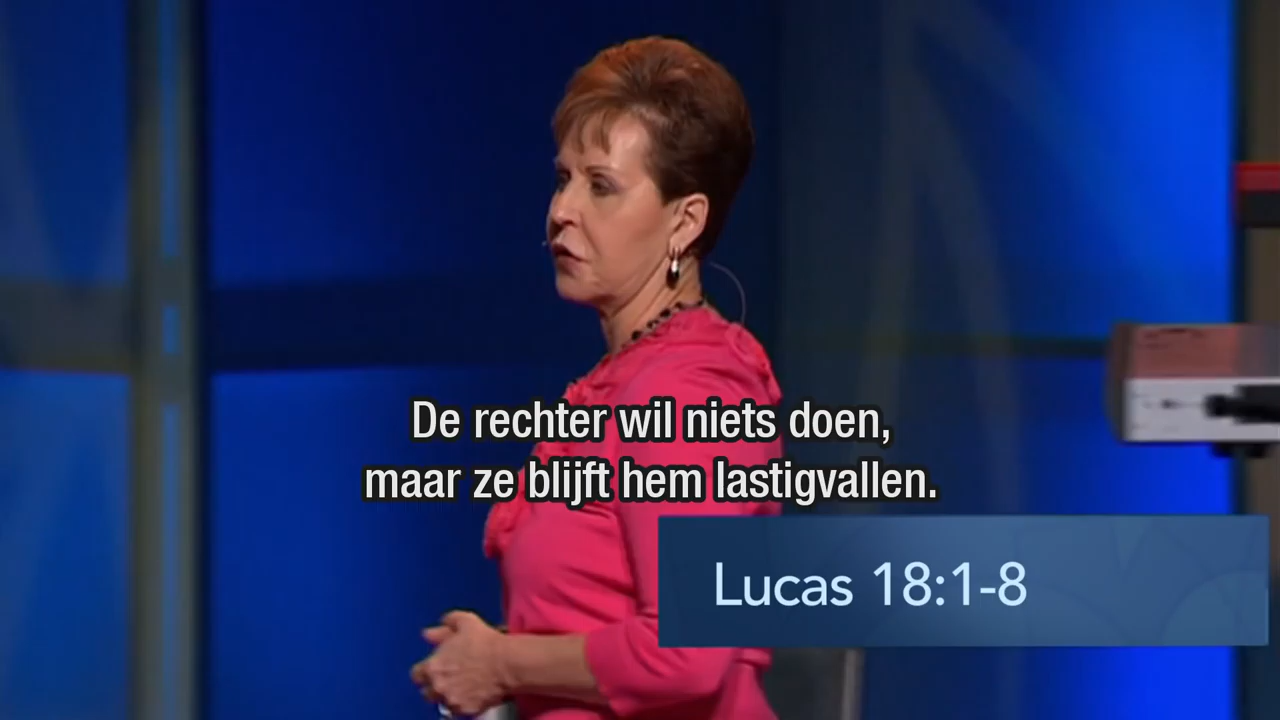 De rechter wil niets doen,
maar ze blijft hem lastigvallen.
Lucas 18:1-8